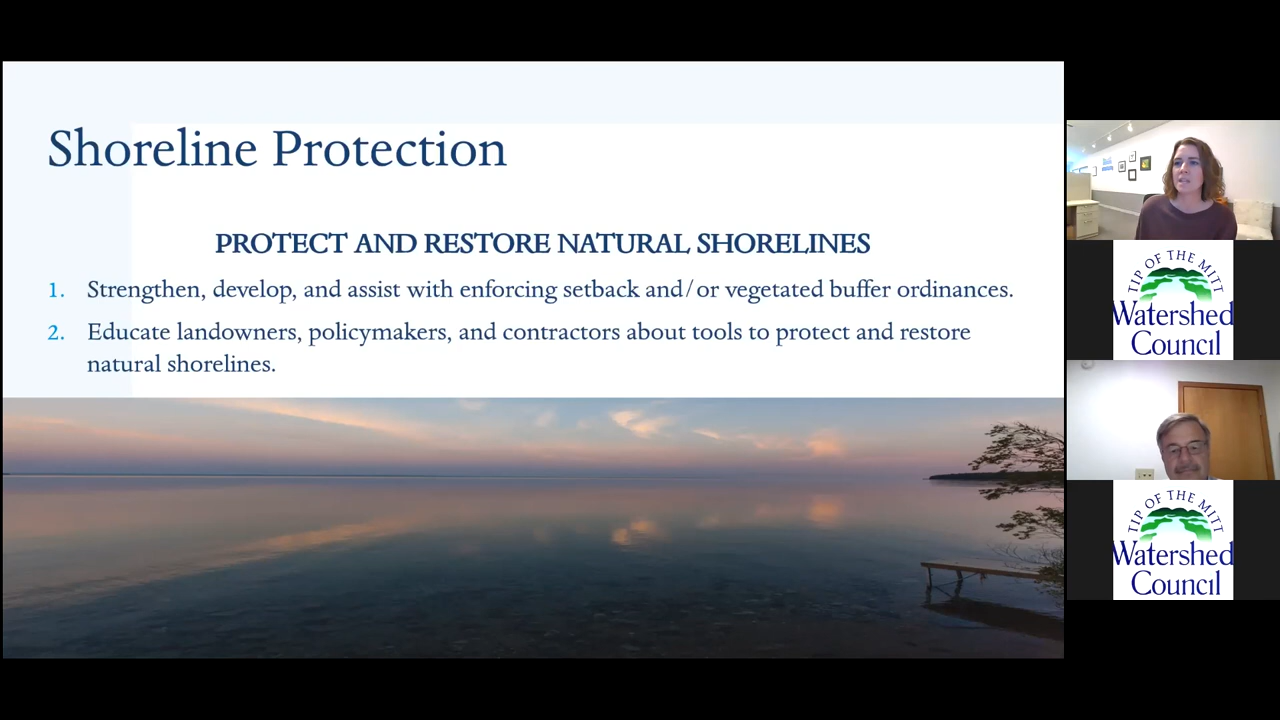 Shoreline Protection
PROTECT AND RESTORE NATURAL SHORELINES
1. Strengthen, develop, and assist with enforcing setback and/or vegetated buffer ordinances.
2. Educate landowners, policymakers, and contractors about tools to protect and restore
natural shorelines.
TIP OF THE MITT
Watershed
Council
TIP OF THE MITT
Watershed
Council